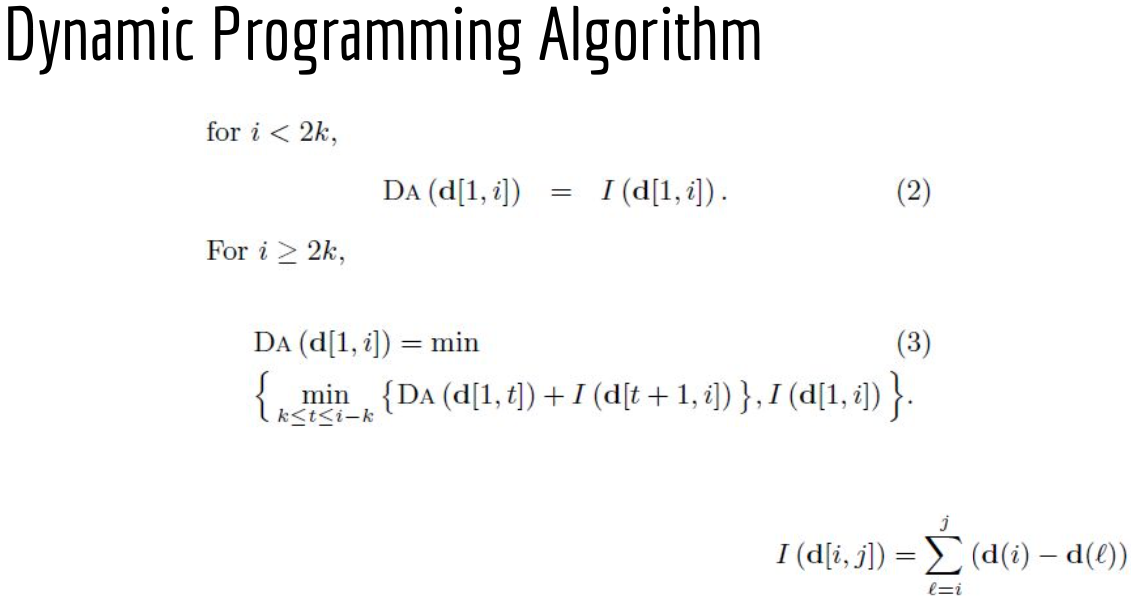 Dynamic Programming Algorithm
for i < 2k,
DA (d[1, i]) = I (d[1, i]) . (2)
For i ≥ 2k,
DA (d[1, i]) = min (3)
{ min_{k≤t≤i−k} {DA (d[1, t]) + I (d[t + 1, i]) }, I (d[1, i]) }.
I (d[i, j]) = ∑_{ℓ=i}^{j} (d(i) − d(ℓ))